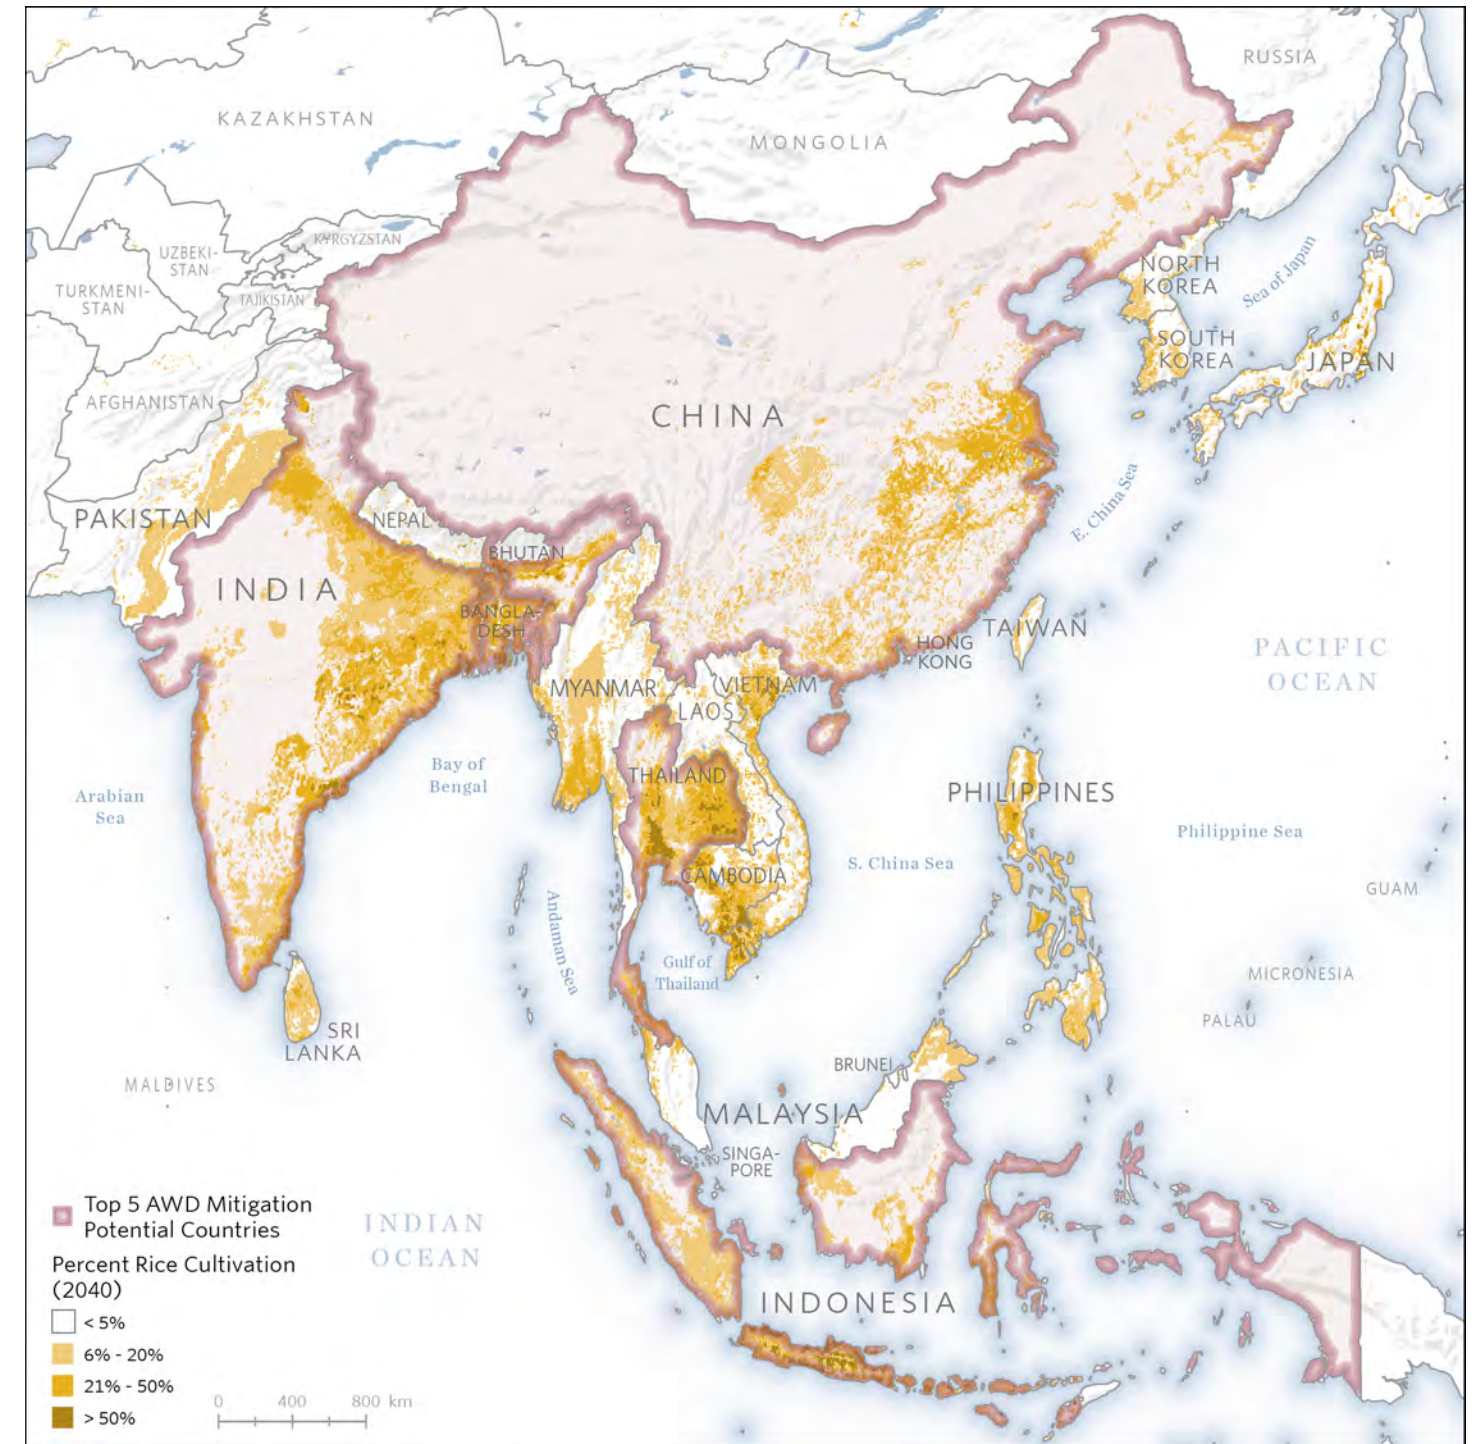 RUSSIA
KAZAKHSTAN
MONGOLIA
KYRGYZSTAN
UZBEKI-
STAN
TURKMENI-
STAN
TAJIKISTAN
NORTH
KOREA
Sea of Japan
SOUTH
KOREA
JAPAN
AFGHANISTAN
CHINA
PAKISTAN
NEPAL
BHUTAN
E. China Sea
INDIA
BANGLA-
DESH
TAIWAN
HONG
KONG
PACIFIC
OCEAN
MYANMAR
VIETNAM
LAOS
THAILAND
Bay of
Bengal
Arabian
Sea
PHILIPPINES
Philippine Sea
S. China Sea
CAMBODIA
GUAM
Andaman Sea
Gulf of
Thailand
MICRONESIA
PALAU
SRI
LANKA
BRUNEI
MALDIVES
MALAYSIA
SINGA-
PORE
INDIAN
OCEAN
INDONESIA
Top 5 AWD Mitigation
Potential Countries
Percent Rice Cultivation
(2040)
< 5%
6% - 20%
21% - 50%
> 50%
0 400 800 km